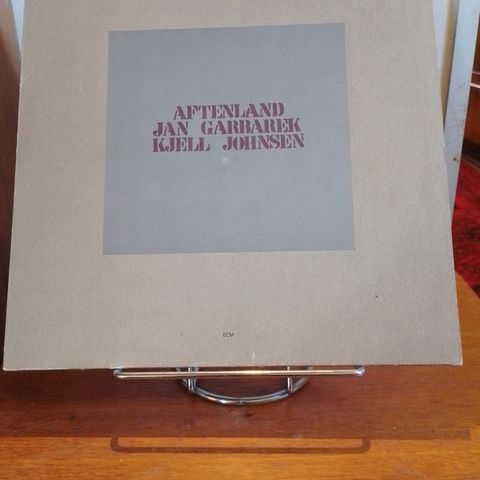 AFTENLAND
JAN GARBAREK
KJELL JOHNSEN
ECM